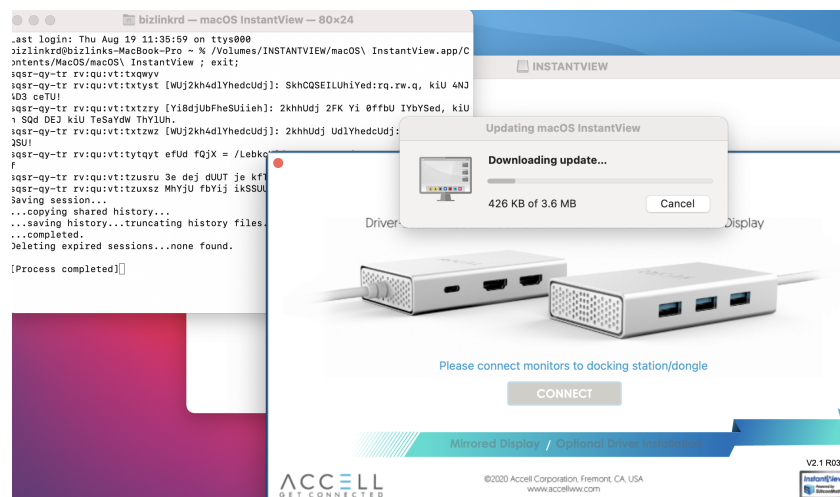 bizlinkrd — macOS InstantView — 80×24
Last login: Thu Aug 19 11:35:59 on ttys000
bizlinkrd@bizlinks-MacBook-Pro ~ % /Volumes/INSTANTVIEW/macOS\ InstantView.app/C
ontents/MacOS/macOS\ InstantView ; exit;
sqsr-qy-tr rv:qu:vt:txqwyv
sqsr-qy-tr rv:qu:vt:txtyst [WUj2kh4dlYhedcUdj]: SkhCQSEILUhiYed:rq.rw.q, kiU 4NJ
4D3 ceTU!
sqsr-qy-tr rv:qu:vt:txtzry [Yi8djUbFheSUiieh]: 2khhUdj 2FK Yi 0ffbU IYbYSed, kiU
h SQd DEJ kiU TeSaYdW ThYlUh.
sqsr-qy-tr rv:qu:vt:txtzwz [WUj2kh4dlYhedcUdj]: 2khhUdj UdlYhedcUdj:
QSU!
sqsr-qy-tr rv:qu:vt:tytqyt efUd fQjX =
f
sqsr-qy-tr rv:qu:vt:tzusru 3e dej dUUT je
sqsr-qy-tr rv:qu:vt:tzuxsz MhYjU fbYij
Saving session...
...copying shared history...
...saving history...truncating history files.
...completed.
Deleting expired sessions...none found.
[Process completed]
INSTANTVIEW
Updating macOS InstantView
Downloading update...
426 KB of 3.6 MB
Cancel
Driver-
Display
ACCELL
Please connect monitors to docking station/dongle
CONNECT
Mirrored Display / Optional Driver Installation
V2.1 R03
ACCELL
GET CONNECTED
©2020 Accell Corporation, Fremont, CA, USA
www.accellww.com
InstantView